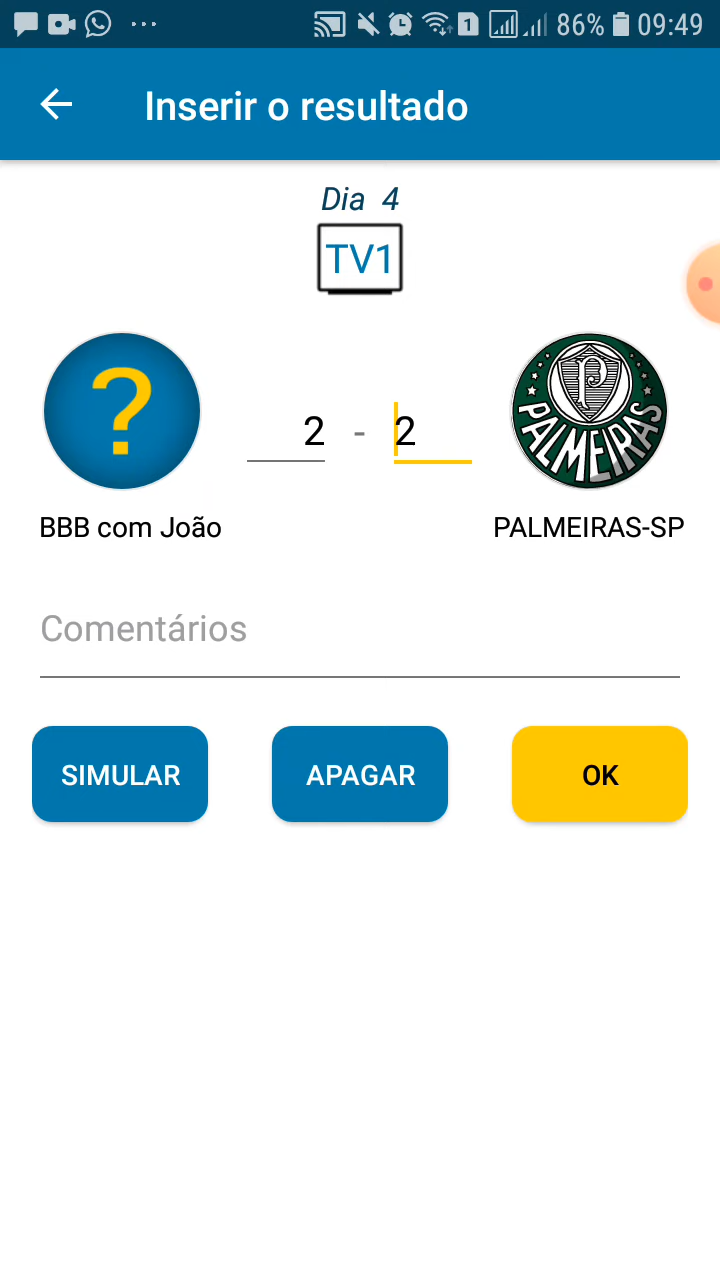 1 86% 09:49
Inserir o resultado
Dia 4
TV1
?
2 - 2
P
PALMEIRAS
BBB com João
PALMEIRAS-SP
Comentários
SIMULAR
APAGAR
OK